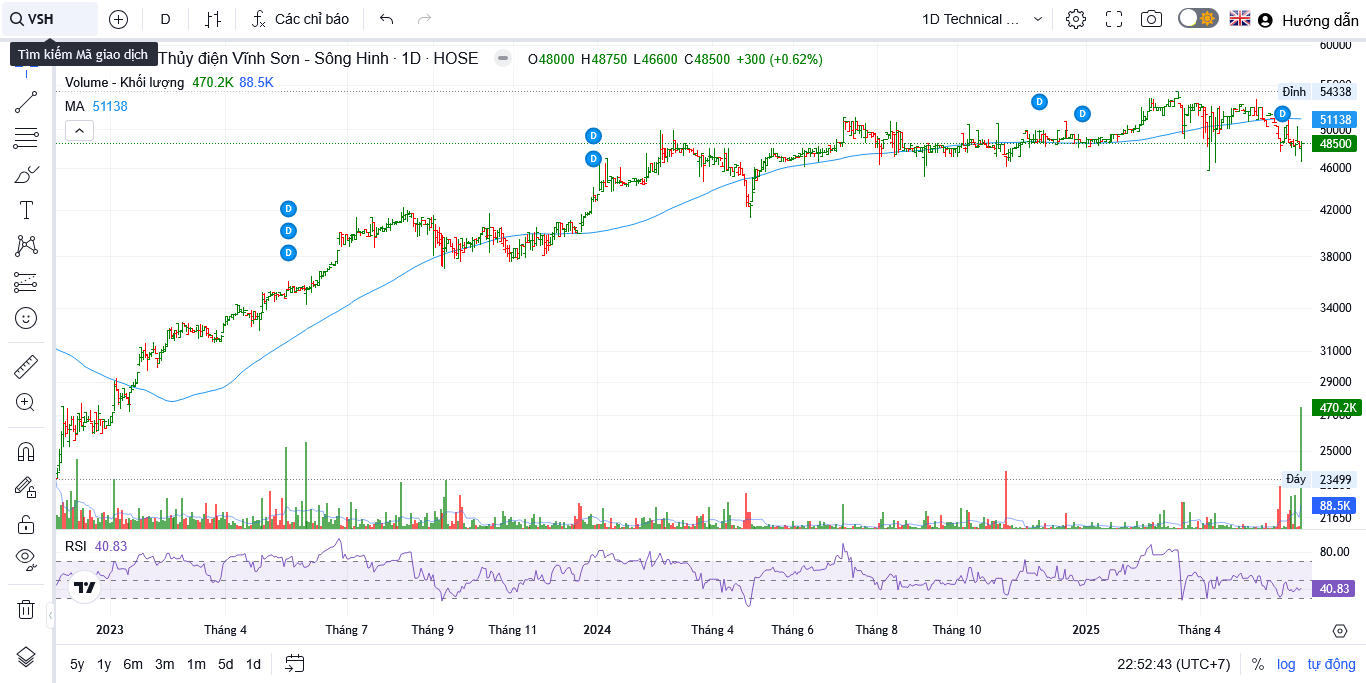 VSH
D
Các chỉ báo
1D Technical ...
Hướng dẫn
Tìm kiếm Mã giao dịch
Thủy điện Vĩnh Sơn - Sông Hinh · 1D · HOSE
O48000 H48750 L46600 C48500 +300 (+0.62%)
Volume - Khối lượng 470.2K 88.5K
MA 51138
60000
Đỉnh 54338
51138
50000
48500
46000
42000
38000
34000
31000
29000
470.2K
25000
Đáy 23499
88.5K
21650
D
D
D
D
D
D
D
D
RSI 40.83
80.00
40.83
2023 Tháng 4 Tháng 7 Tháng 9 Tháng 11 2024 Tháng 4 Tháng 6 Tháng 8 Tháng 10 2025 Tháng 4
5y 1y 6m 3m 1m 5d 1d
22:52:43 (UTC+7) % log tự động